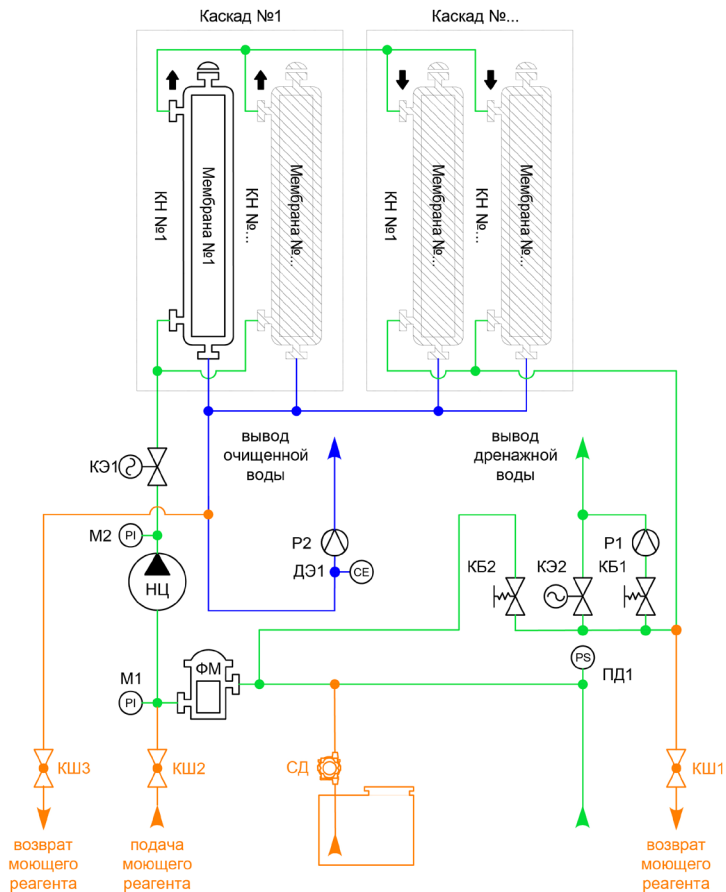 Каскад №1
Каскад №...
КН №1
Мембрана №1
КН №...
Мембрана №...
КН №1
Мембрана №...
КН №...
Мембрана №...
вывод
очищенной
воды
вывод
дренажной
воды
КЭ1
М2
PI
НЦ
Р2
ДЭ1
CE
КБ2
КЭ2
КБ1
Р1
М1
PI
ФМ
PS
ПД1
КШ3
КШ2
СД
КШ1
возврат
моющего
реагента
подача
моющего
реагента
возврат
моющего
реагента